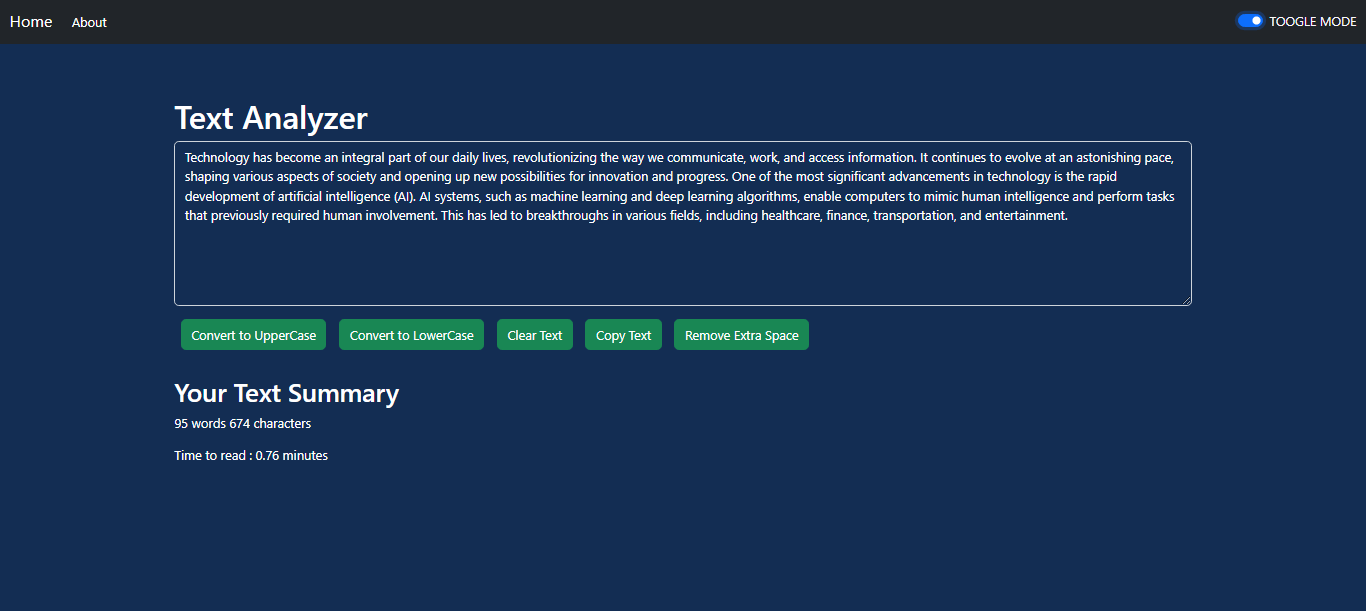 Home About TOOGLE MODE
Text Analyzer
Technology has become an integral part of our daily lives, revolutionizing the way we communicate, work, and access information. It continues to evolve at an astonishing pace,
shaping various aspects of society and opening up new possibilities for innovation and progress. One of the most significant advancements in technology is the rapid
development of artificial intelligence (AI). AI systems, such as machine learning and deep learning algorithms, enable computers to mimic human intelligence and perform tasks
that previously required human involvement. This has led to breakthroughs in various fields, including healthcare, finance, transportation, and entertainment.
Convert to UpperCase Convert to LowerCase Clear Text Copy Text Remove Extra Space
Your Text Summary
95 words 674 characters
Time to read : 0.76 minutes